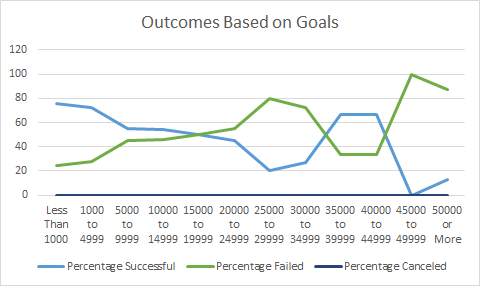 Outcomes Based on Goals
120
100
80
60
40
20
0
Less Than 1000
1000 to 4999
5000 to 9999
10000 to 14999
15000 to 19999
20000 to 24999
25000 to 29999
30000 to 34999
35000 to 39999
40000 to 44999
45000 to 49999
50000 or More
Percentage Successful
Percentage Failed
Percentage Canceled